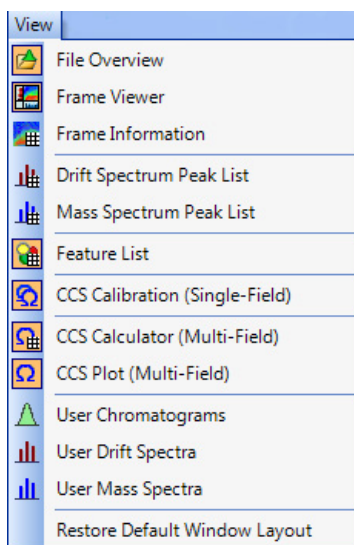 View
File Overview
Frame Viewer
Frame Information
Drift Spectrum Peak List
Mass Spectrum Peak List
Feature List
CCS Calibration (Single-Field)
CCS Calculator (Multi-Field)
CCS Plot (Multi-Field)
User Chromatograms
User Drift Spectra
User Mass Spectra
Restore Default Window Layout